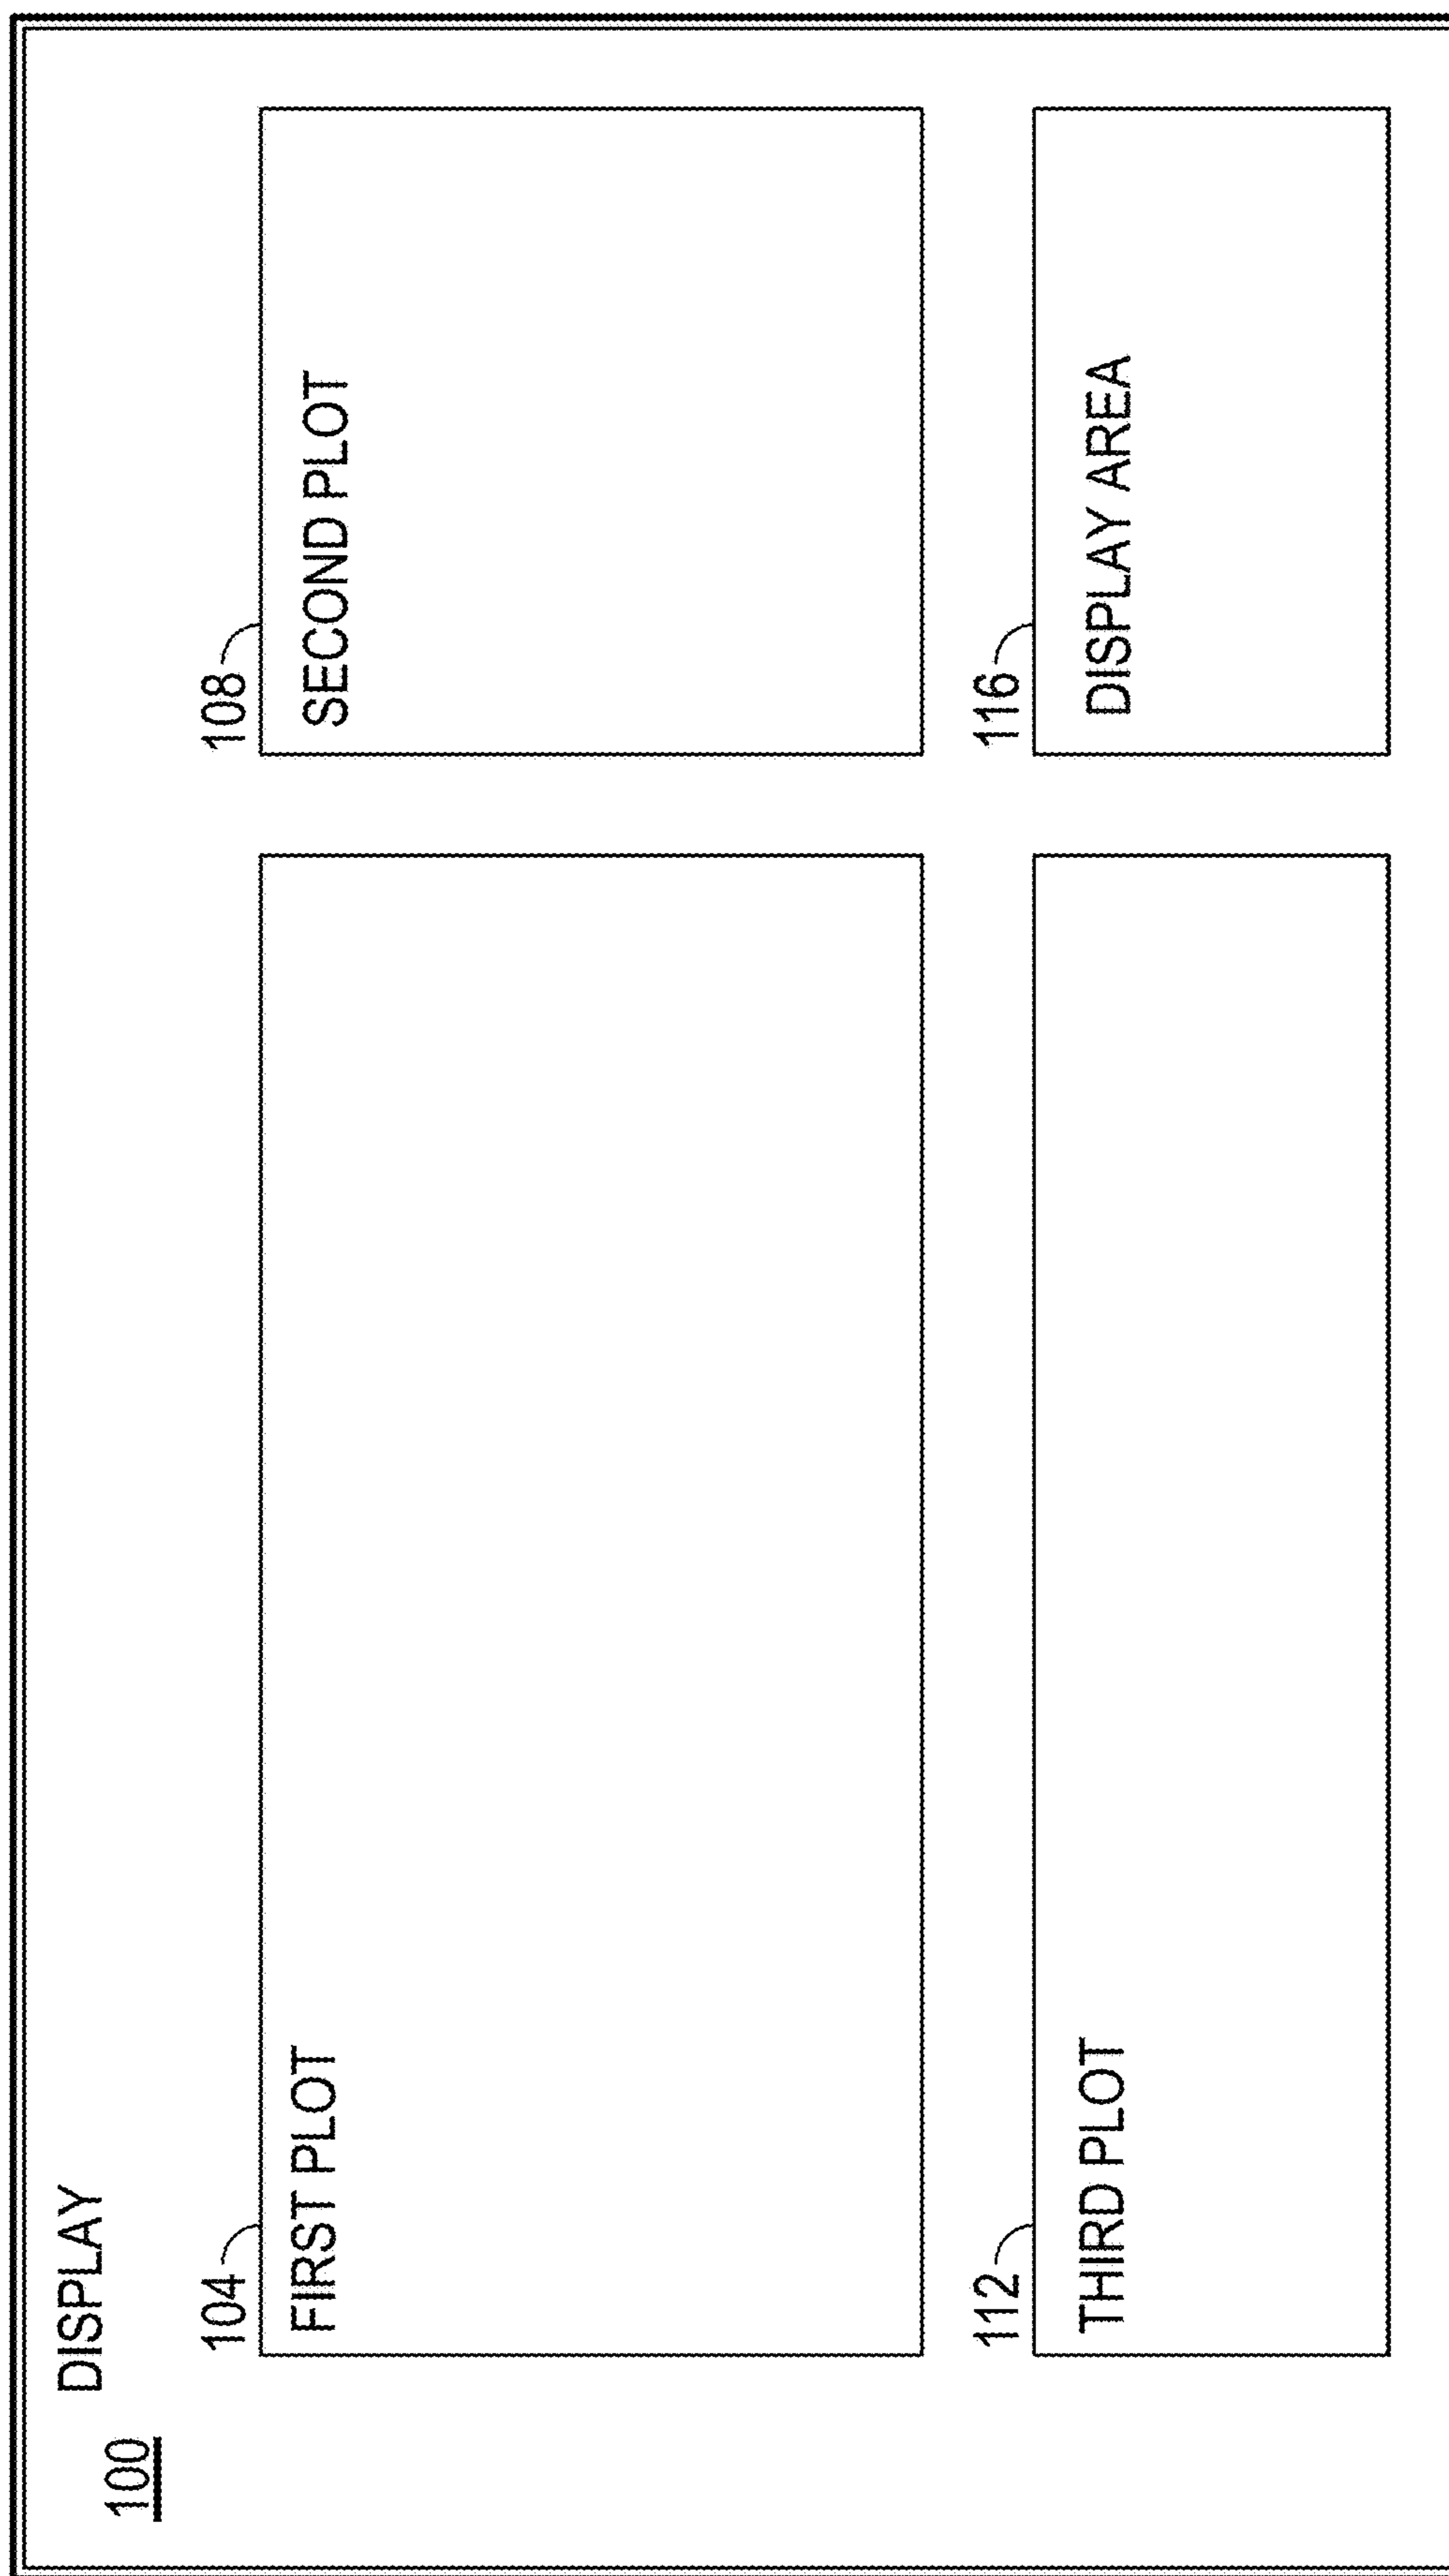 DISPLAY
100
104
FIRST PLOT
108
SECOND PLOT
112
THIRD PLOT
116
DISPLAY AREA